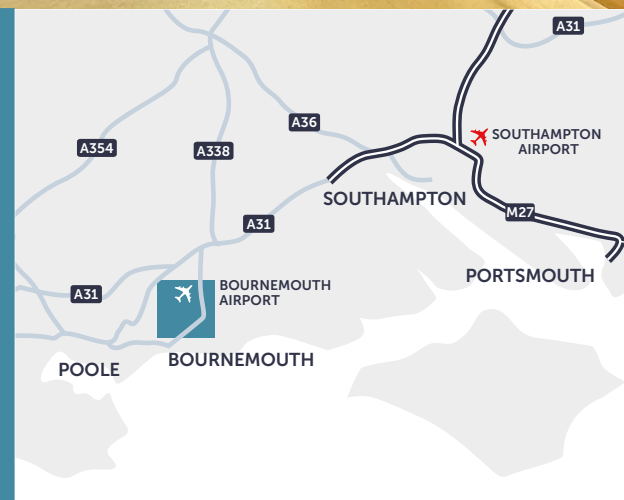 A31
A36
SOUTHAMPTON
AIRPORT
A354
A338
SOUTHAMPTON
M27
A31
PORTSMOUTH
BOURNEMOUTH
AIRPORT
A31
BOURNEMOUTH
POOLE